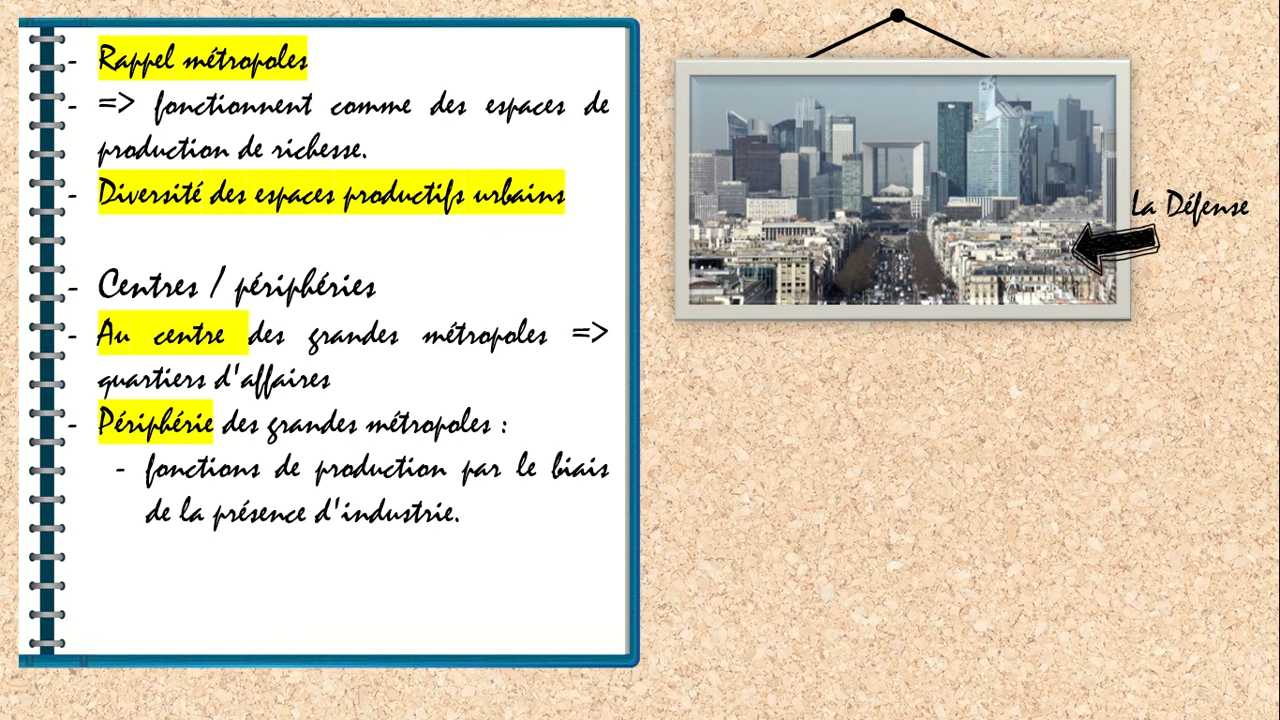 - Rappel métropoles
- => fonctionnent comme des espaces de
production de richesse.
- Diversité des espaces productifs urbains
- Centres / périphéries
- Au centre des grandes métropoles =>
quartiers d'affaires
- Périphérie des grandes métropoles :
- fonctions de production par le biais
de la présence d'industrie.
La Défense